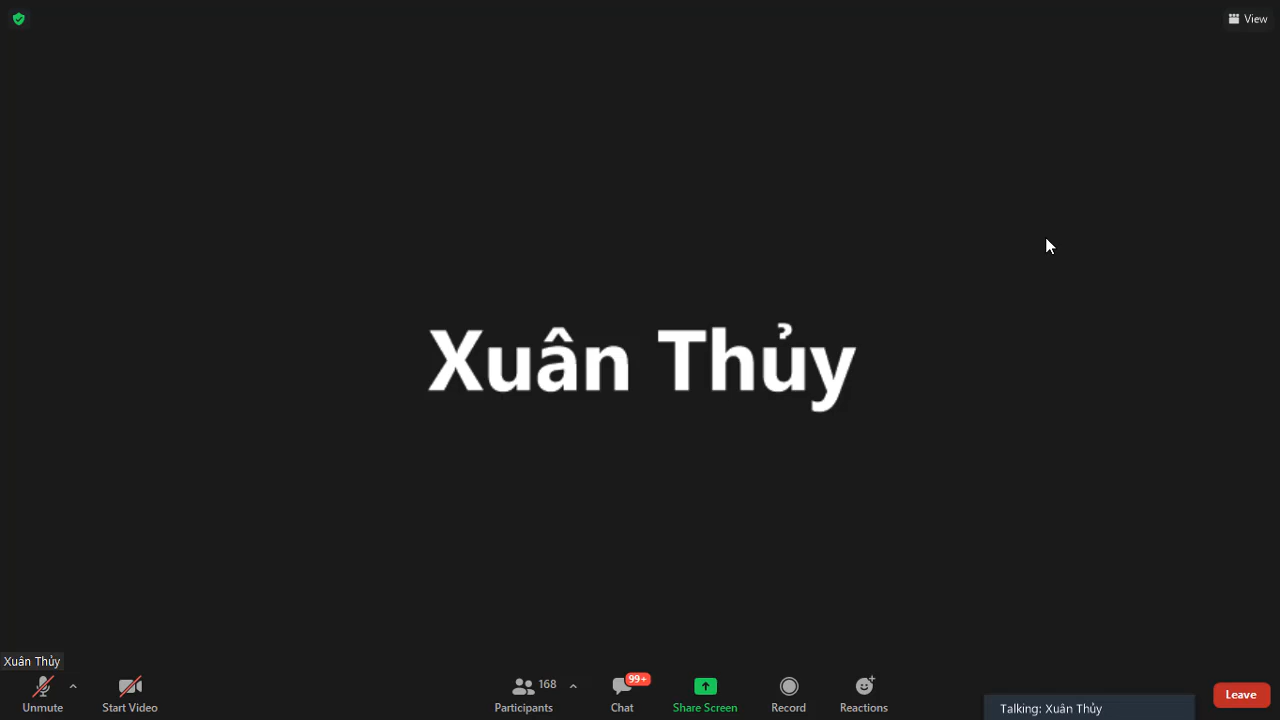 View
Xuân Thủy
Xuân Thủy
Unmute
Start Video
168
Participants
99+
Chat
Share Screen
Record
Reactions
Talking: Xuân Thủy
Leave